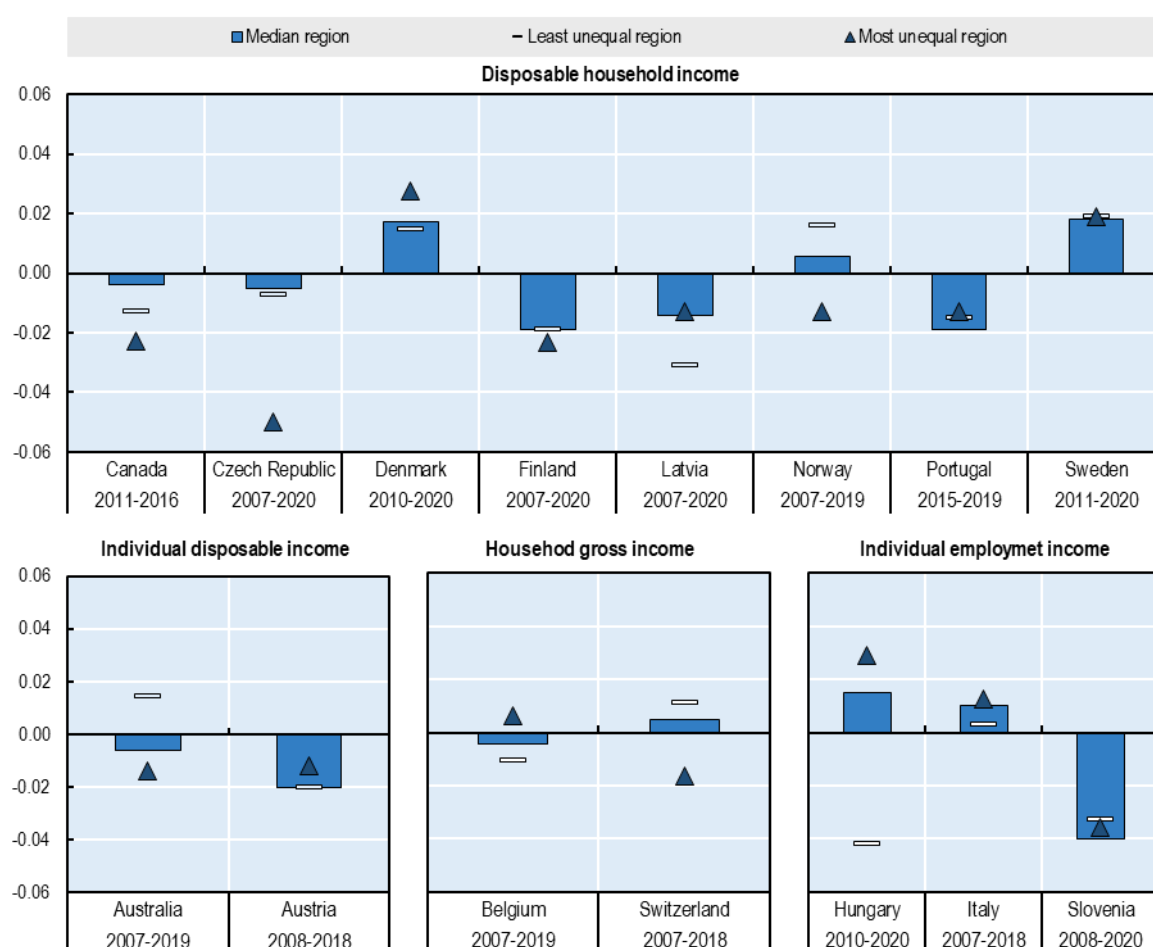 Median region
Least unequal region
Most unequal region
Disposable household income
0.06
0.04
0.02
0.00
-0.02
-0.04
-0.06
Canada
Czech Republic
Denmark
Finland
Latvia
Norway
Portugal
Sweden
2011-2016
2007-2020
2010-2020
2007-2020
2007-2020
2007-2019
2015-2019
2011-2020
Individual disposable income
Househod gross income
Individual employmet income
0.06
0.04
0.02
0.00
-0.02
-0.04
-0.06
Australia
Austria
Belgium
Switzerland
Hungary
Italy
Slovenia
2007-2019
2008-2018
2007-2019
2007-2018
2010-2020
2007-2018
2008-2020